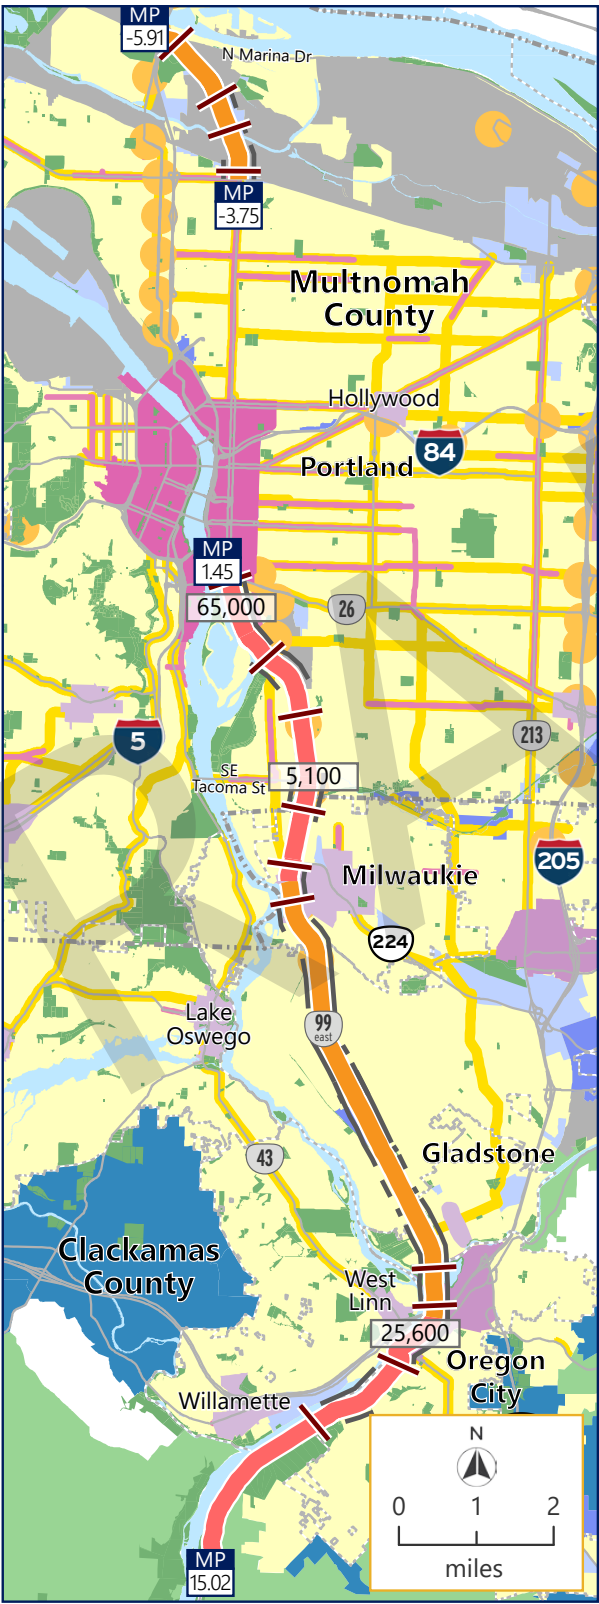 MP
-5.91
N Marina Dr
MP
-3.75
Multnomah
County
Hollywood
84
Portland
MP
1.45
65,000
26
5
213
SE
Tacoma St
5,100
205
Milwaukie
224
Lake
Oswego
99
east
43
Gladstone
Clackamas
County
West
Linn
25,600
Oregon
City
Willamette
N
0 1 2
miles
MP
15.02